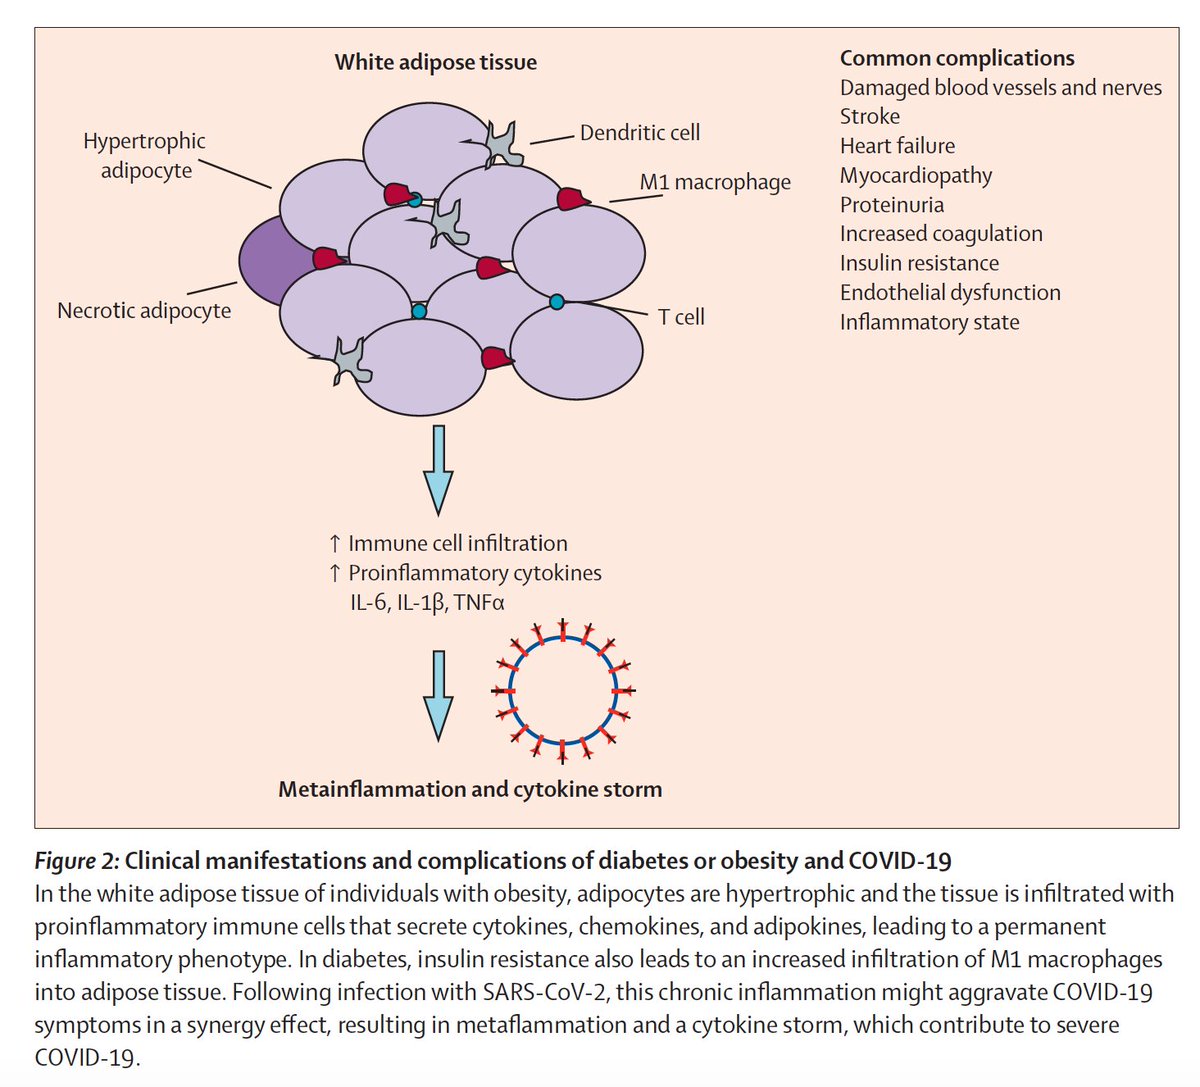 White adipose tissue
Hypertrophic
adipocyte
Dendritic cell
M1 macrophage
Necrotic adipocyte
T cell
↑ Immune cell infiltration
↑ Proinflammatory cytokines
IL-6, IL-1β, TNFα
Metainflammation and cytokine storm
Common complications
Damaged blood vessels and nerves
Stroke
Heart failure
Myocardiopathy
Proteinuria
Increased coagulation
Insulin resistance
Endothelial dysfunction
Inflammatory state
Figure 2: Clinical manifestations and complications of diabetes or obesity and COVID-19
In the white adipose tissue of individuals with obesity, adipocytes are hypertrophic and the tissue is infiltrated with
proinflammatory immune cells that secrete cytokines, chemokines, and adipokines, leading to a permanent
inflammatory phenotype. In diabetes, insulin resistance also leads to an increased infiltration of M1 macrophages
into adipose tissue. Following infection with SARS-CoV-2, this chronic inflammation might aggravate COVID-19
symptoms in a synergy effect, resulting in metaflammation and a cytokine storm, which contribute to severe
COVID-19.